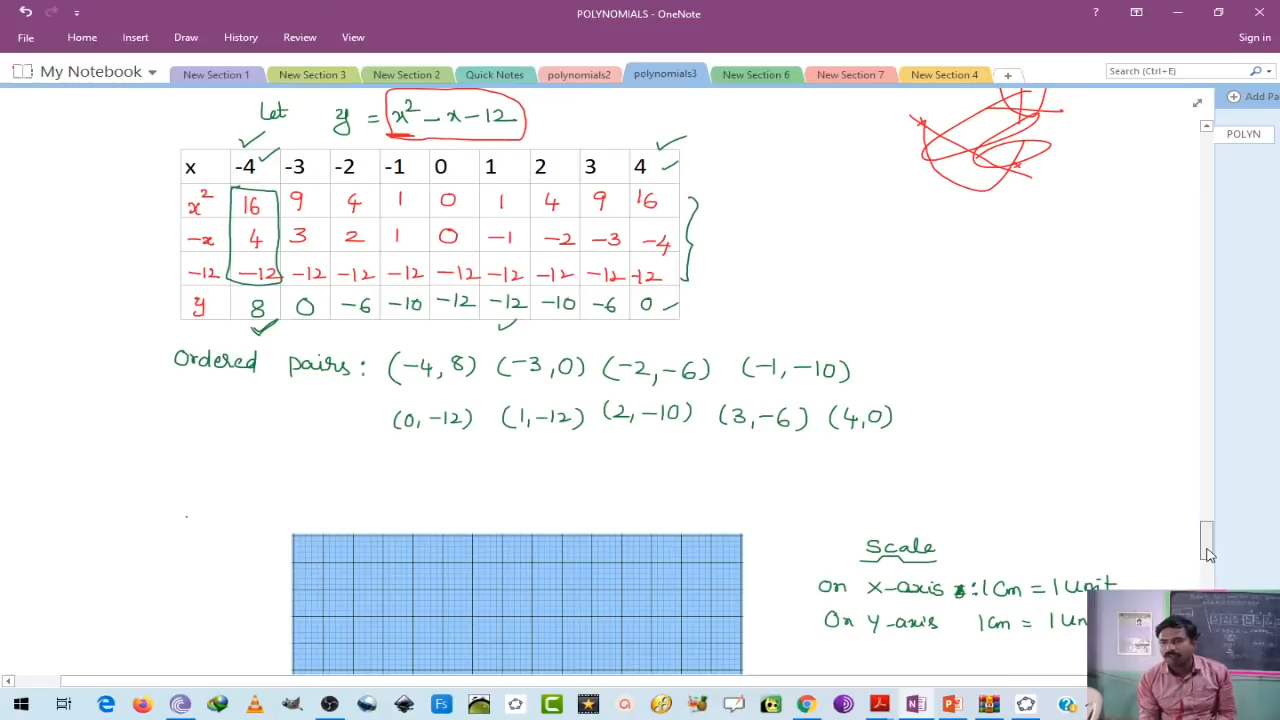 POLYNOMIALS - OneNote
File Home Insert Draw History Review View Sign in
My Notebook New Section 1 New Section 3 New Section 2 Quick Notes polynomials2 polynomials3 New Section 6 New Section 7 New Section 4 Search (Ctrl+E)
Add Pa
POLYN
Let y = x² - x - 12
x -4 -3 -2 -1 0 1 2 3 4
x² 16 9 4 1 0 1 4 9 16
-x 4 3 2 1 0 -1 -2 -3 -4
-12 -12 -12 -12 -12 -12 -12 -12 -12 -12
y 8 0 -6 -10 -12 -12 -10 -6 0
Ordered pairs: (-4, 8) (-3, 0) (-2, -6) (-1, -10)
(0, -12) (1, -12) (2, -10) (3, -6) (4, 0)
Scale
On x-axis : 1 Cm = 1 Unit
On Y-axis 1 Cm = 1 Un